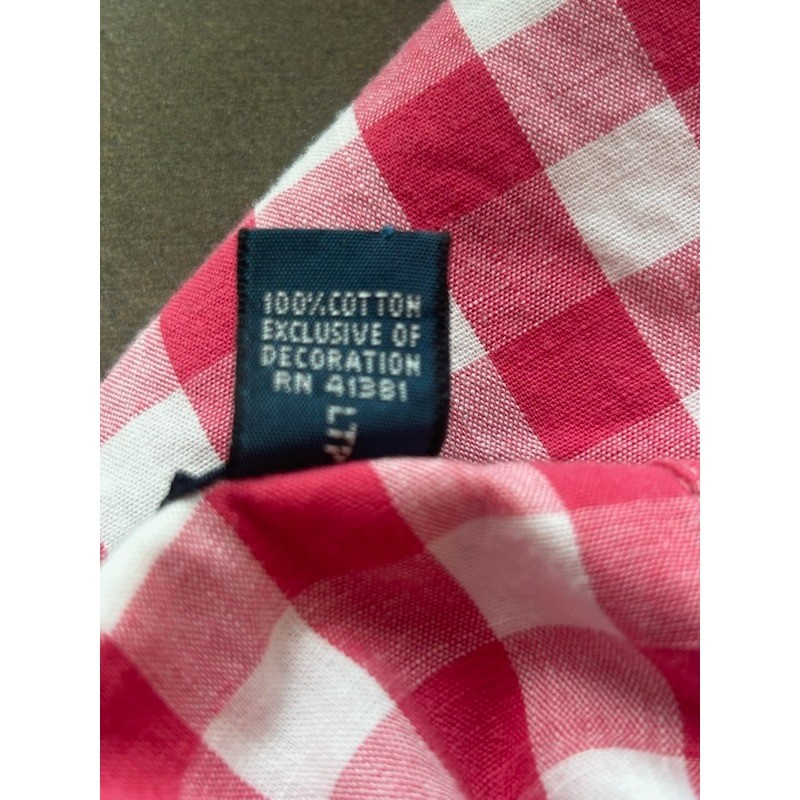 100% COTTON
EXCLUSIVE OF
DECORATION
RN 41381